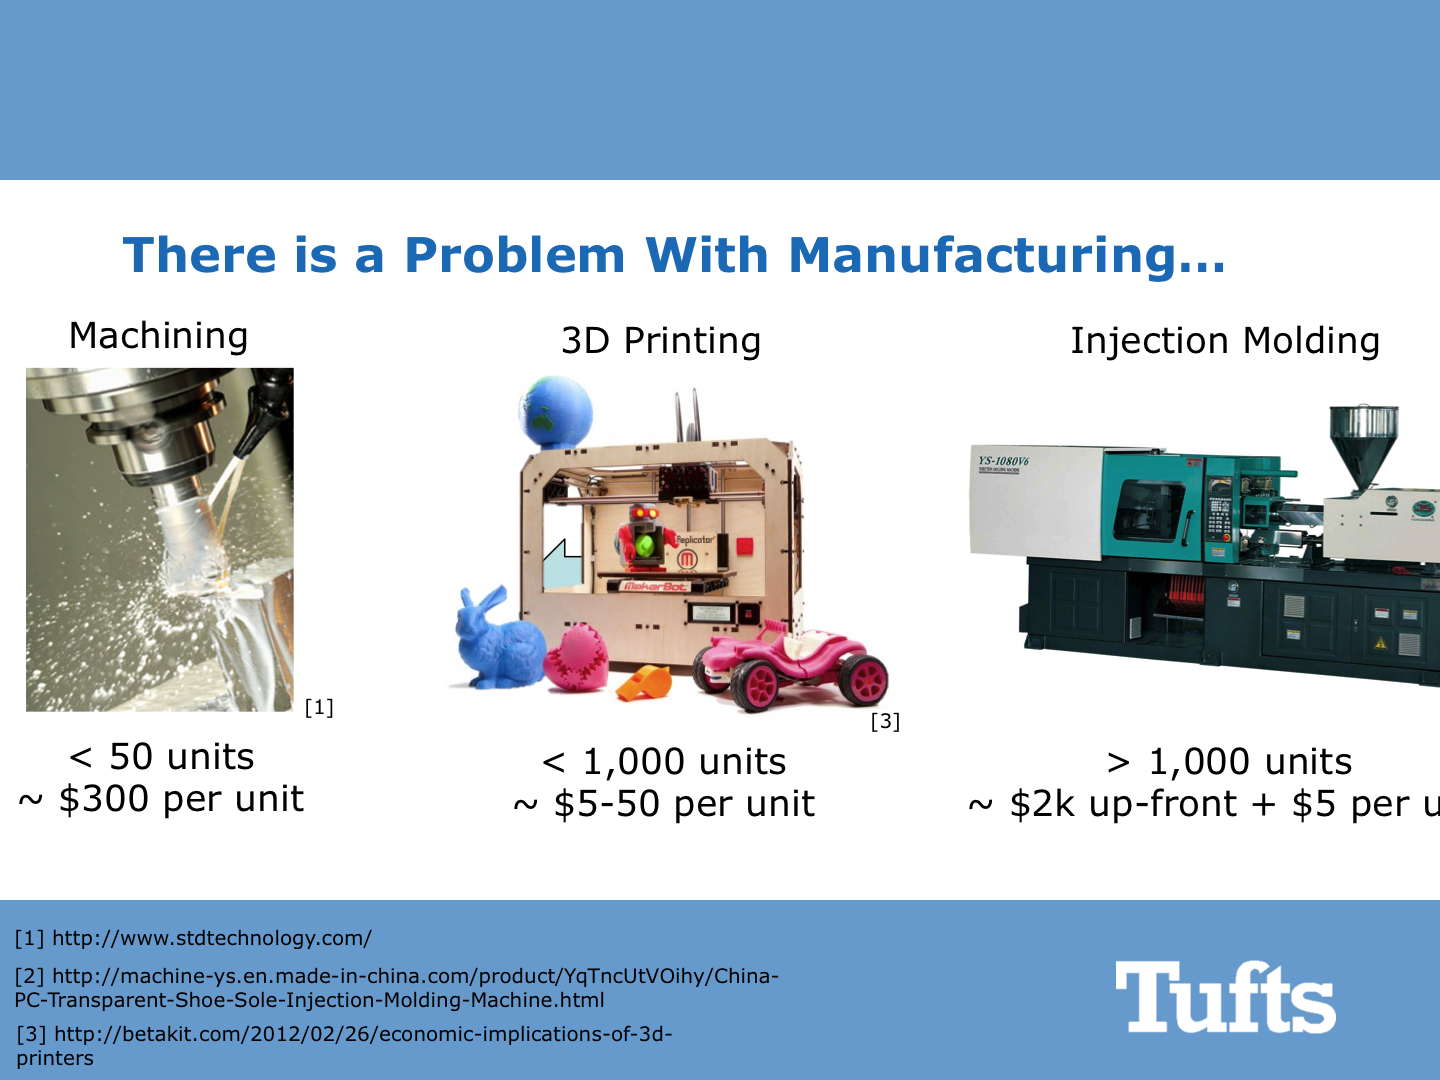 There is a Problem With Manufacturing…
Machining
3D Printing
Injection Molding
YS-1080V6
INJECTION MOLDING MACHINE
Replicator
M
MakerBot
[1]
[3]
< 50 units
~ $300 per unit
< 1,000 units
~ $5-50 per unit
> 1,000 units
~ $2k up-front + $5 per u
[1] http://www.stdtechnology.com/
[2] http://machine-ys.en.made-in-china.com/product/YqTncUtVOihy/China-
PC-Transparent-Shoe-Sole-Injection-Molding-Machine.html
[3] http://betakit.com/2012/02/26/economic-implications-of-3d-
printers
Tufts